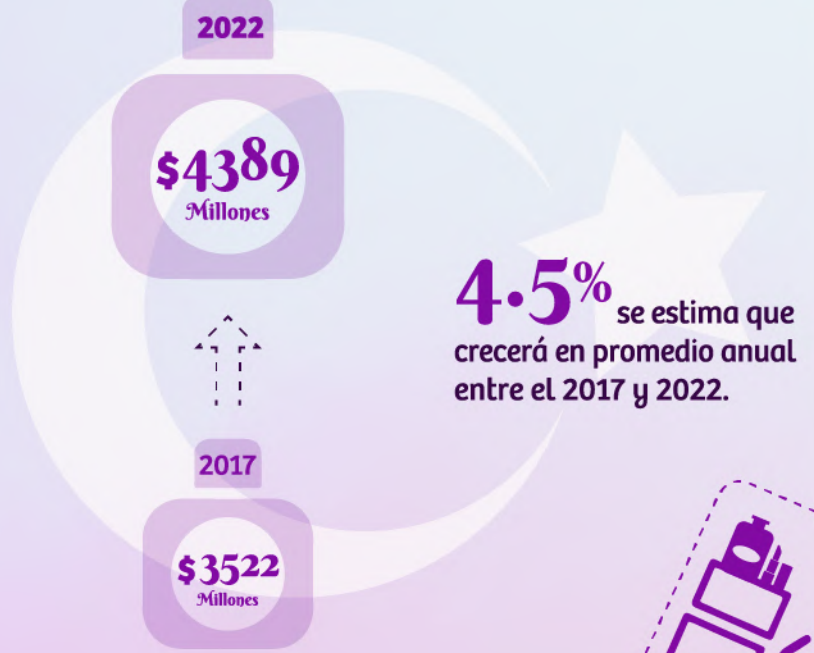 2022
$4389
Millones
4.5%
se estima que
crecerá en promedio anual
entre el 2017 y 2022.
2017
$3522
Millones